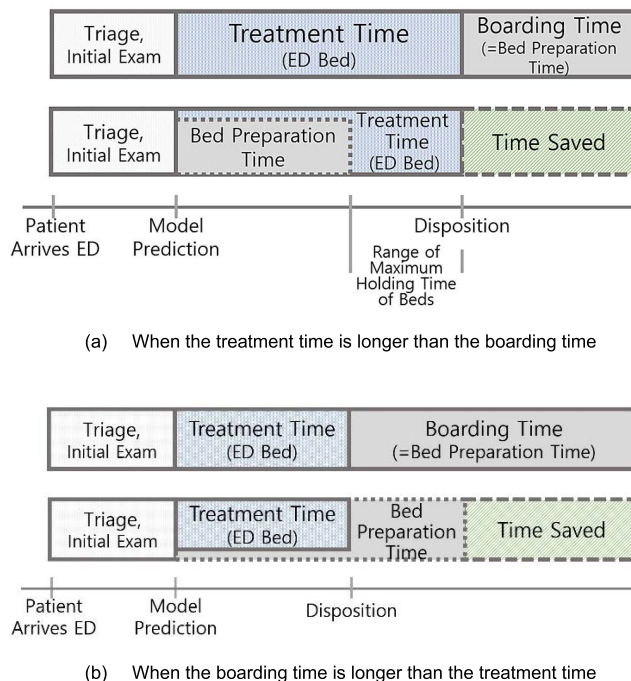 Triage,
Initial Exam
Treatment Time
(ED Bed)
Boarding Time
(=Bed Preparation
Time)
Triage,
Initial Exam
Bed Preparation
Time
Treatment
Time
(ED Bed)
Time Saved
Patient
Arrives ED
Model
Prediction
Disposition
Range of
Maximum
Holding Time
of Beds
(a) When the treatment time is longer than the boarding time
Triage,
Initial Exam
Treatment Time
(ED Bed)
Boarding Time
(=Bed Preparation Time)
Triage,
Initial Exam
Treatment Time
(ED Bed)
Bed
Preparation
Time
Time Saved
Patient
Arrives ED
Model
Prediction
Disposition
(b) When the boarding time is longer than the treatment time